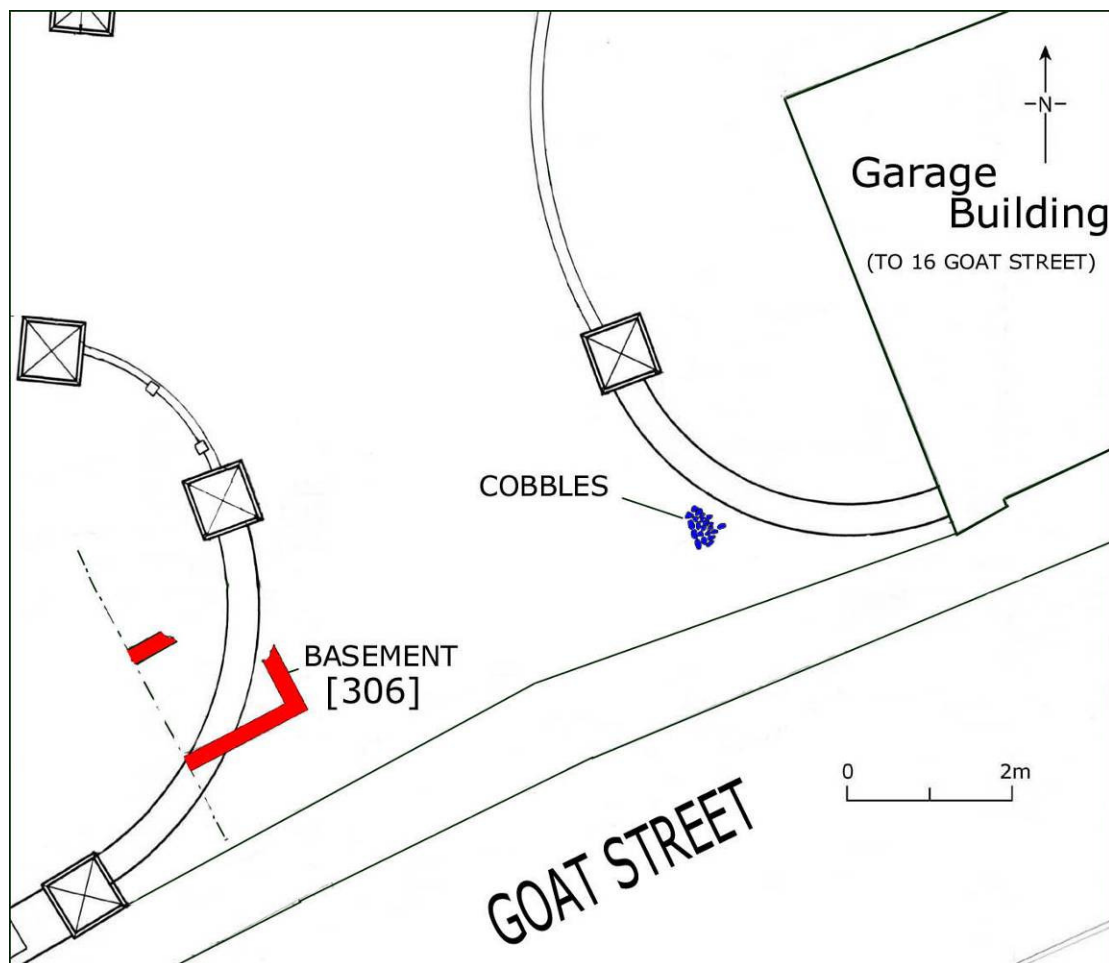 -N-
Garage
Building
(TO 16 GOAT STREET)
COBBLES
BASEMENT
[306]
0 2m
GOAT STREET